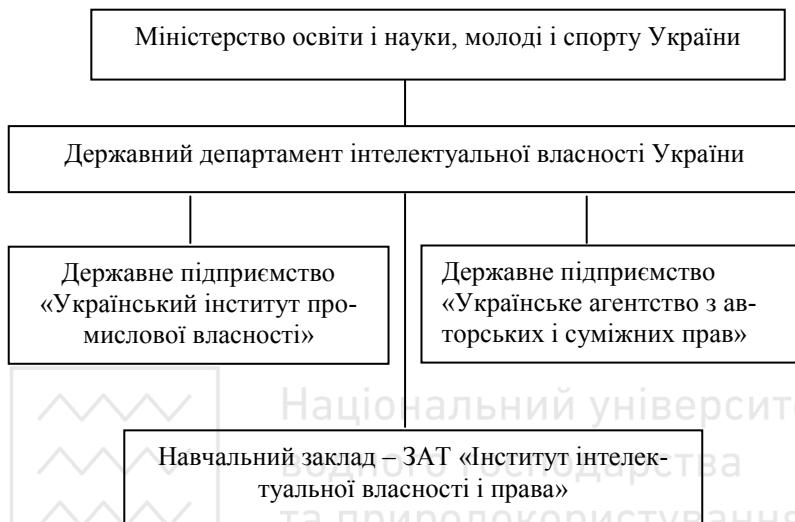 Міністерство освіти і науки, молоді і спорту України
Державний департамент інтелектуальної власності України
Державне підприємство
«Український інститут про-
мислової власності»
Державне підприємство
«Українське агентство з ав-
торських і суміжних прав»
Національний університ
Навчальний заклад – ЗАТ «Інститут інтелек-
туальної власності і права»
водного господарства
та природокористування